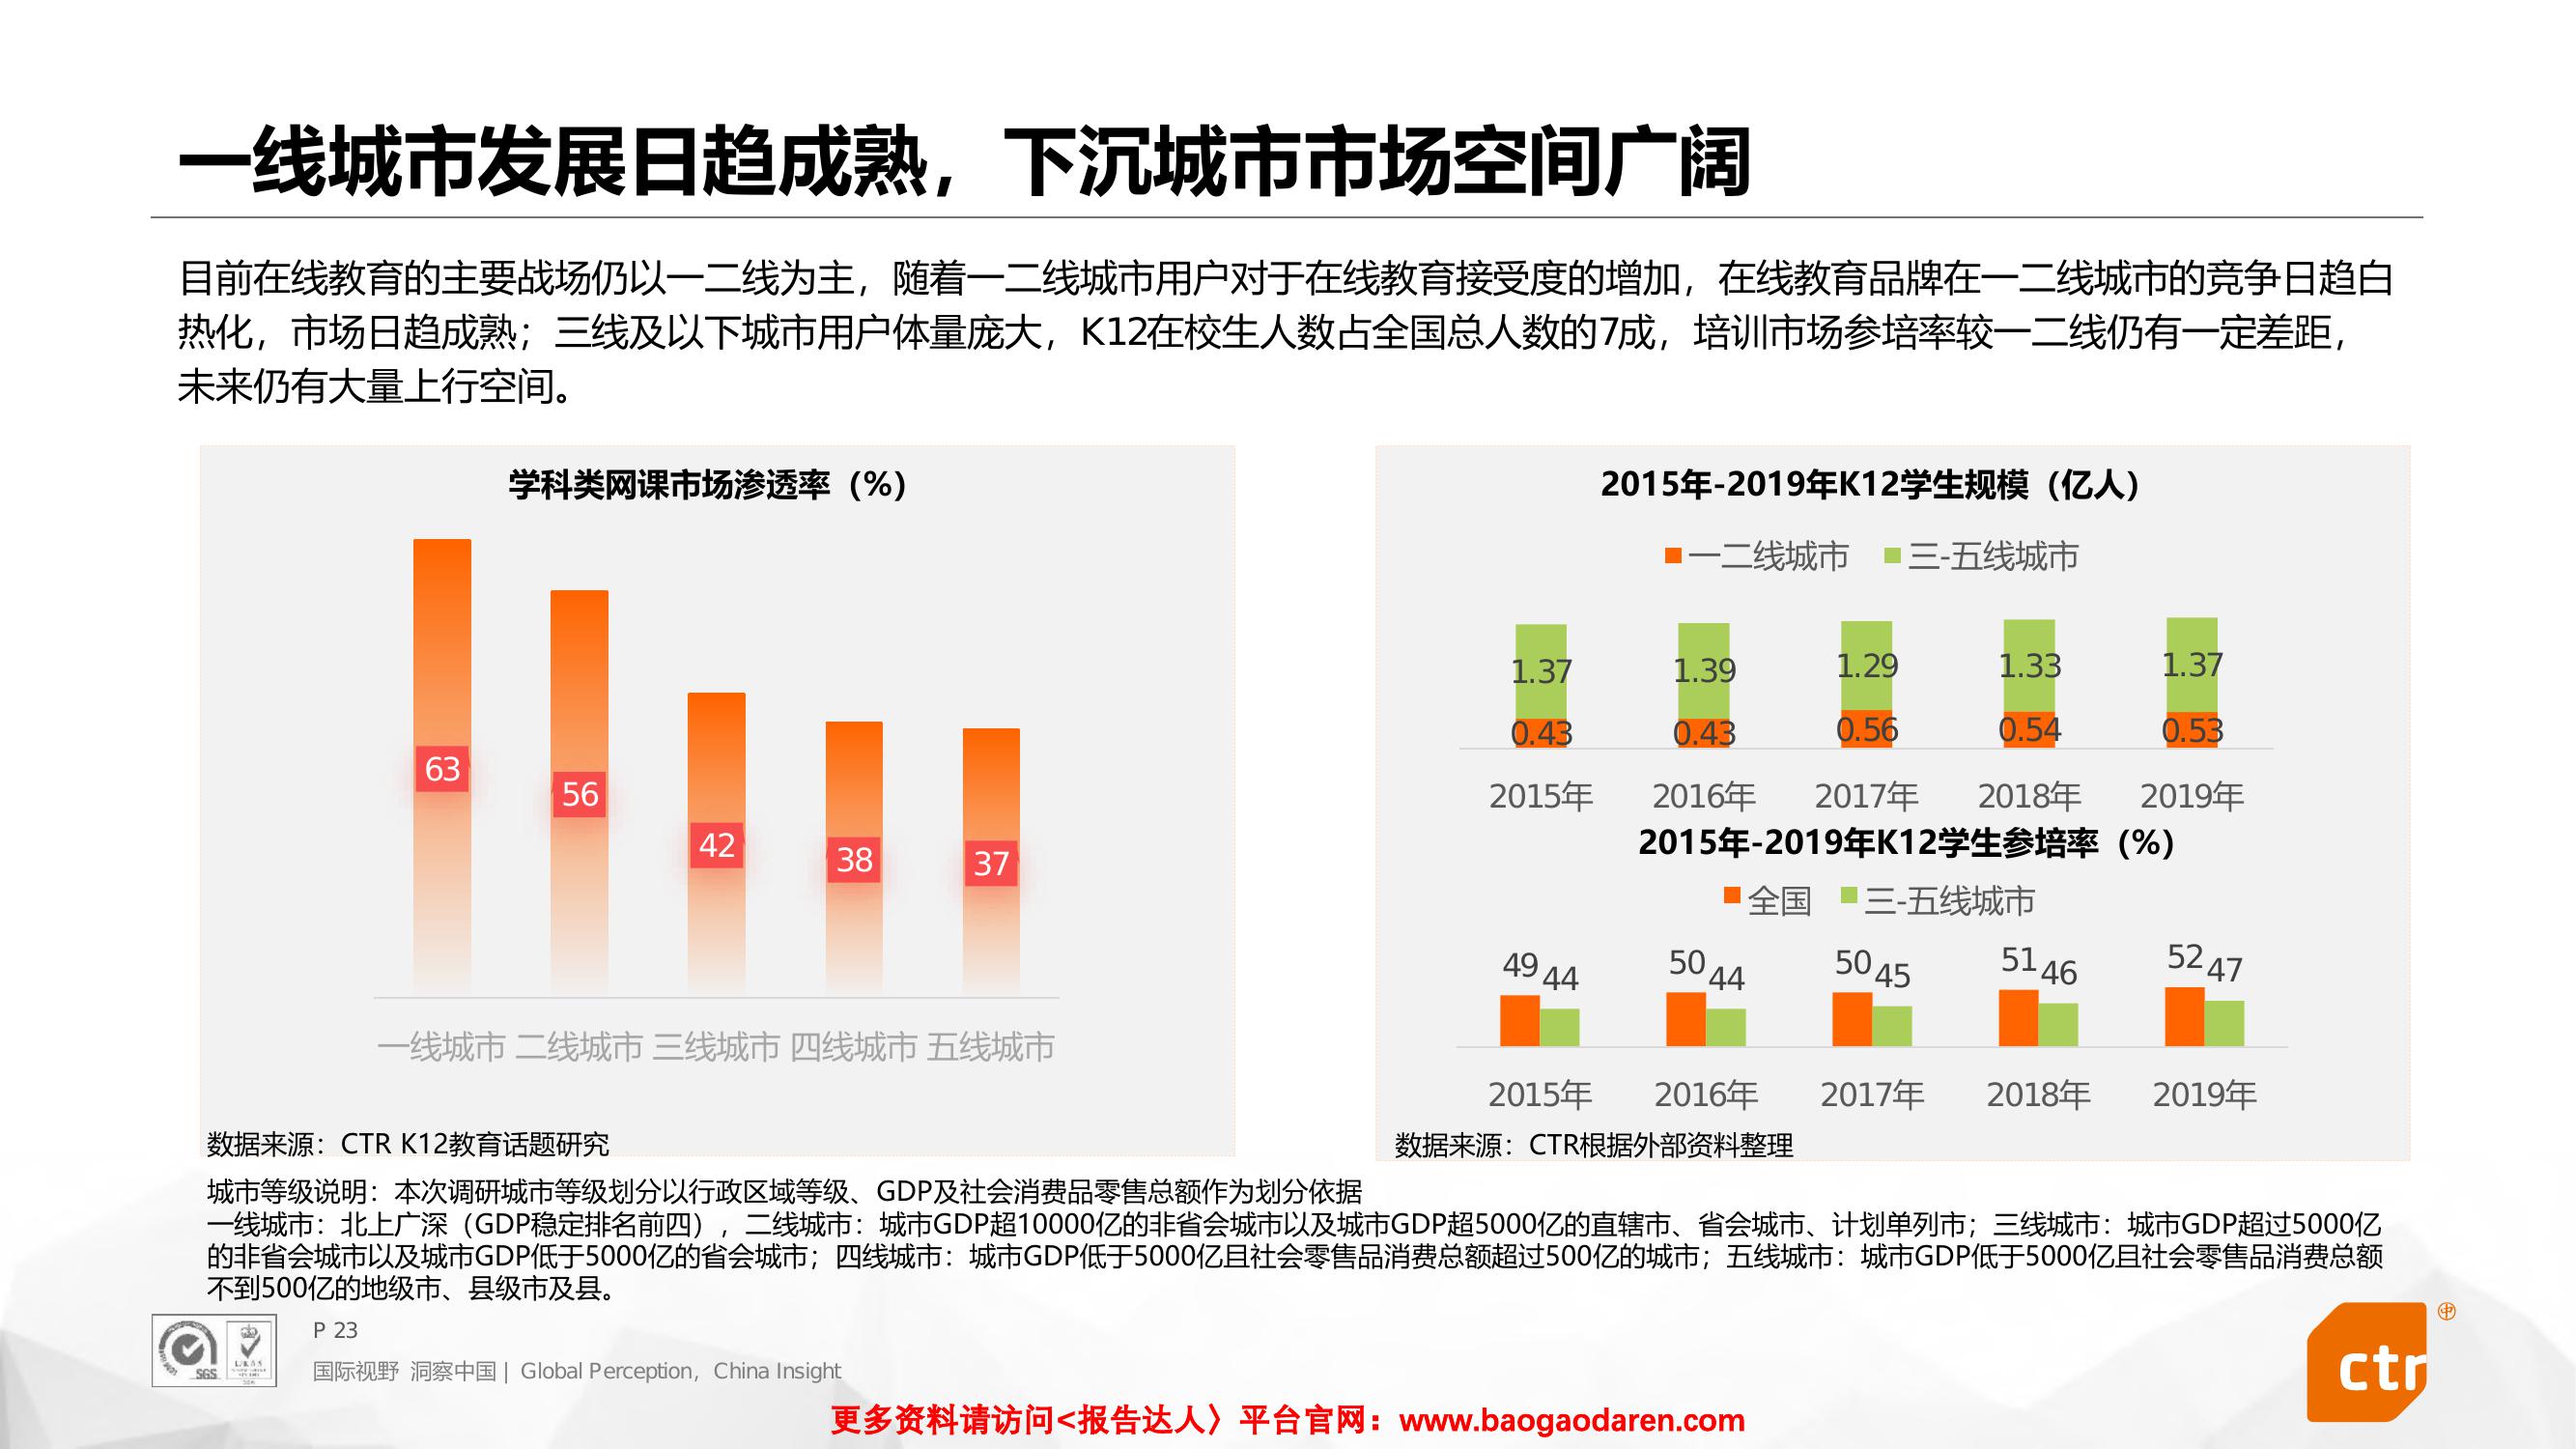 一线城市发展日趋成熟，下沉城市市场空间广阔
目前在线教育的主要战场仍以一二线为主，随着一二线城市用户对于在线教育接受度的增加，在线教育品牌在一二线城市的竞争日趋白
热化，市场日趋成熟；三线及以下城市用户体量庞大，K12在校生人数占全国总人数的7成，培训市场参培率较一二线仍有一定差距，
未来仍有大量上行空间。
学科类网课市场渗透率（%）
63
56
42
38
37
一线城市 二线城市 三线城市 四线城市 五线城市
数据来源：CTR K12教育话题研究
2015年-2019年K12学生规模（亿人）
一二线城市 三-五线城市
1.37 1.39 1.29 1.33 1.37
0.43 0.43 0.56 0.54 0.53
2015年 2016年 2017年 2018年 2019年
2015年-2019年K12学生参培率（%）
全国 三-五线城市
49 44 50 44 50 45 51 46 52 47
2015年 2016年 2017年 2018年 2019年
数据来源：CTR根据外部资料整理
城市等级说明：本次调研城市等级划分以行政区域等级、GDP及社会消费品零售总额作为划分依据
一线城市：北上广深（GDP稳定排名前四），二线城市：城市GDP超10000亿的非省会城市以及城市GDP超5000亿的直辖市、省会城市、计划单列市；三线城市：城市GDP超过5000亿
的非省会城市以及城市GDP低于5000亿的省会城市；四线城市：城市GDP低于5000亿且社会零售品消费总额超过500亿的城市；五线城市：城市GDP低于5000亿且社会零售品消费总额
不到500亿的地级市、县级市及县。
SGS
P 23
国际视野 洞察中国 | Global Perception，China Insight
ctr
更多资料请访问<报告达人〉平台官网：www.baogaodaren.com